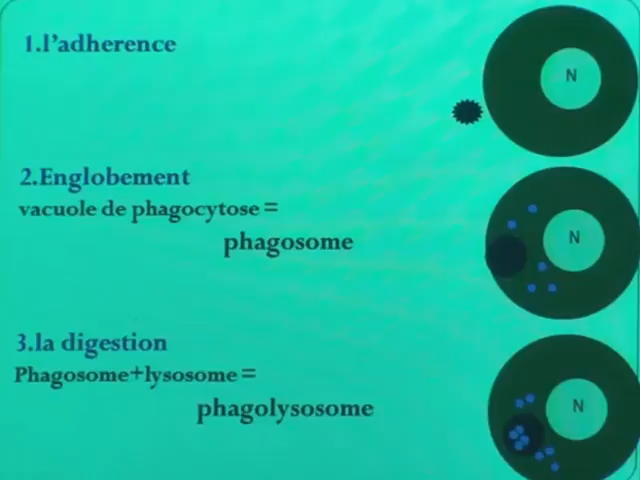 1.l'adherence
N
2.Englobement
vacuole de phagocytose =
phagosome
N
3.la digestion
Phagosome+lysosome =
phagolysosome
N